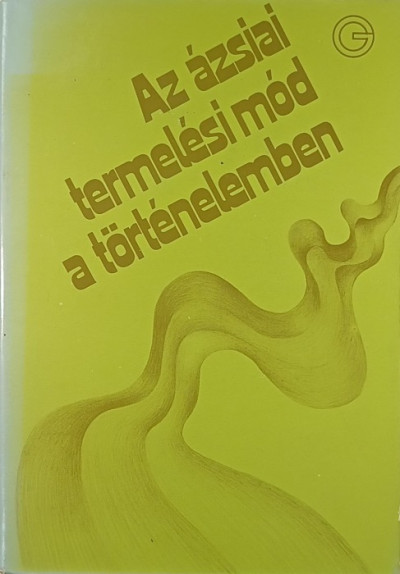 Az ázsiai
termelési mód
a történelemben
G